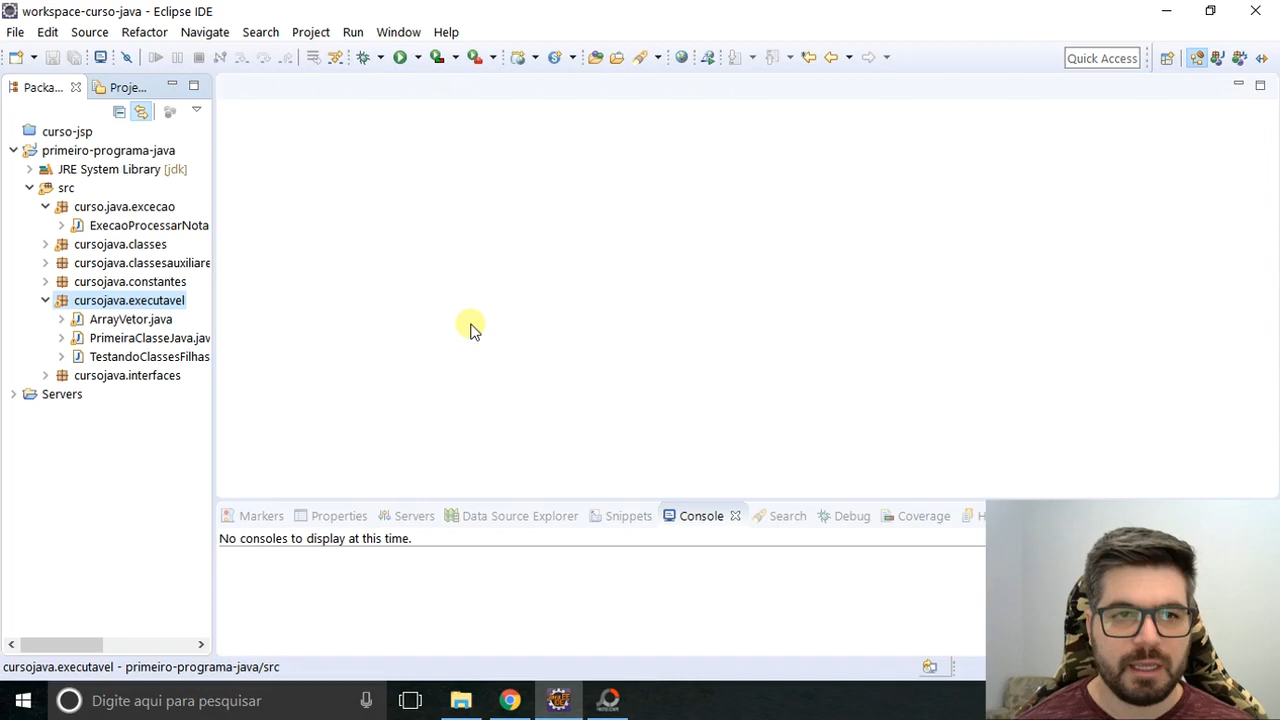 workspace-curso-java - Eclipse IDE
File Edit Source Refactor Navigate Search Project Run Window Help
Quick Access
Packa... Proje...
curso-jsp
primeiro-programa-java
JRE System Library [jdk]
src
curso.java.excecao
ExecaoProcessarNota
cursojava.classes
cursojava.classesauxiliare
cursojava.constantes
cursojava.executavel
ArrayVetor.java
PrimeiraClasseJava.jav
TestandoClassesFilhas
cursojava.interfaces
Servers
Markers Properties Servers Data Source Explorer Snippets Console Search Debug Coverage H
No consoles to display at this time.
cursojava.executavel - primeiro-programa-java/src
Digite aqui para pesquisar